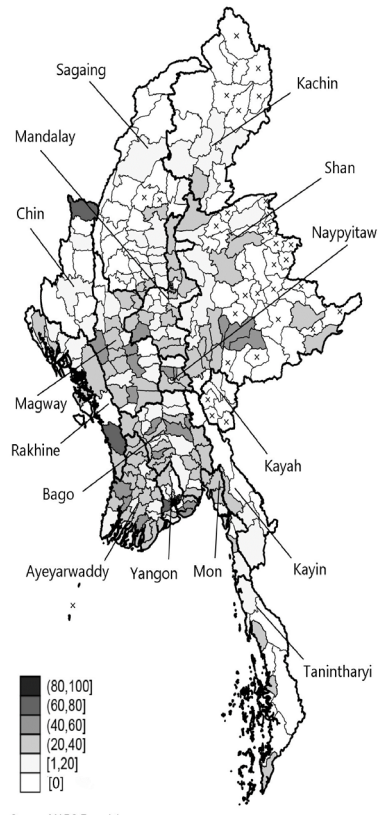 Sagaing
Kachin
Mandalay
Shan
Chin
Naypyitaw
Magway
Rakhine
Kayah
Bago
Ayeyarwaddy
Yangon
Mon
Kayin
Tanintharyi
(80,100]
(60,80]
(40,60]
(20,40]
[1,20]
[0]